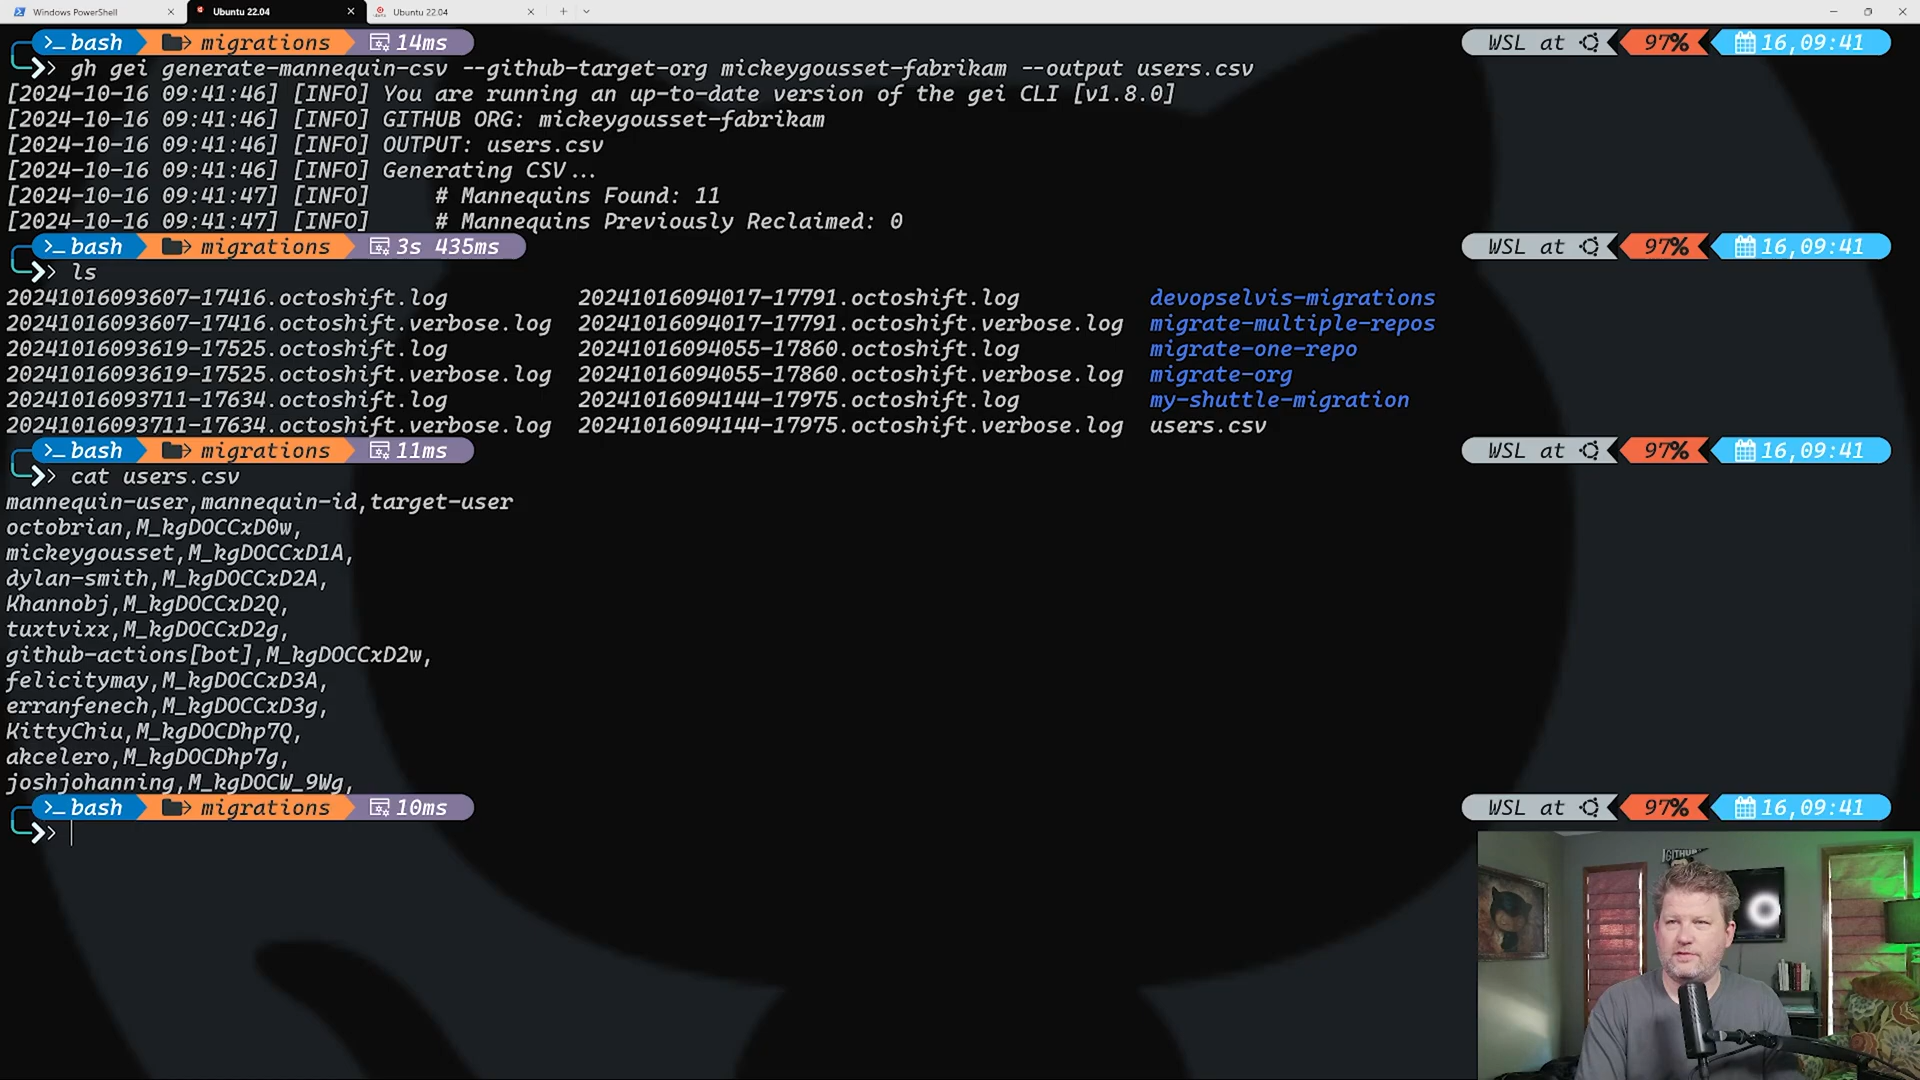 Windows PowerShell
Ubuntu 22.04
Ubuntu 22.04
bash migrations 14ms WSL at 97% 16,09:41
gh gei generate-mannequin-csv --github-target-org mickeygousset-fabrikam --output users.csv
[2024-10-16 09:41:46] [INFO] You are running an up-to-date version of the gei CLI [v1.8.0]
[2024-10-16 09:41:46] [INFO] GITHUB ORG: mickeygousset-fabrikam
[2024-10-16 09:41:46] [INFO] OUTPUT: users.csv
[2024-10-16 09:41:46] [INFO] Generating CSV...
[2024-10-16 09:41:47] [INFO] # Mannequins Found: 11
[2024-10-16 09:41:47] [INFO] # Mannequins Previously Reclaimed: 0
bash migrations 3s 435ms WSL at 97% 16,09:41
ls
20241016093607-17416.octoshift.log 20241016094017-17791.octoshift.log devopselvis-migrations
20241016093607-17416.octoshift.verbose.log 20241016094017-17791.octoshift.verbose.log migrate-multiple-repos
20241016093619-17525.octoshift.log 20241016094055-17860.octoshift.log migrate-one-repo
20241016093619-17525.octoshift.verbose.log 20241016094055-17860.octoshift.verbose.log migrate-org
20241016093711-17634.octoshift.log 20241016094144-17975.octoshift.log my-shuttle-migration
20241016093711-17634.octoshift.verbose.log 20241016094144-17975.octoshift.verbose.log users.csv
bash migrations 11ms WSL at 97% 16,09:41
cat users.csv
mannequin-user,mannequin-id,target-user
octobrian,M_kgDOCCxD0w,
mickeygousset,M_kgDOCCxD1A,
dylan-smith,M_kgDOCCxD2A,
Khannobj,M_kgDOCCxD2Q,
tuxtvixx,M_kgDOCCxD2g,
github-actions[bot],M_kgDOCCxD2w,
felicitymay,M_kgDOCCxD3A,
erranfenech,M_kgDOCCxD3g,
KittyChiu,M_kgDOCDhp7Q,
akcelero,M_kgDOCDhp7g,
joshjohanning,M_kgDOCW_9Wg,
bash migrations 10ms WSL at 97% 16,09:41
GITHUB